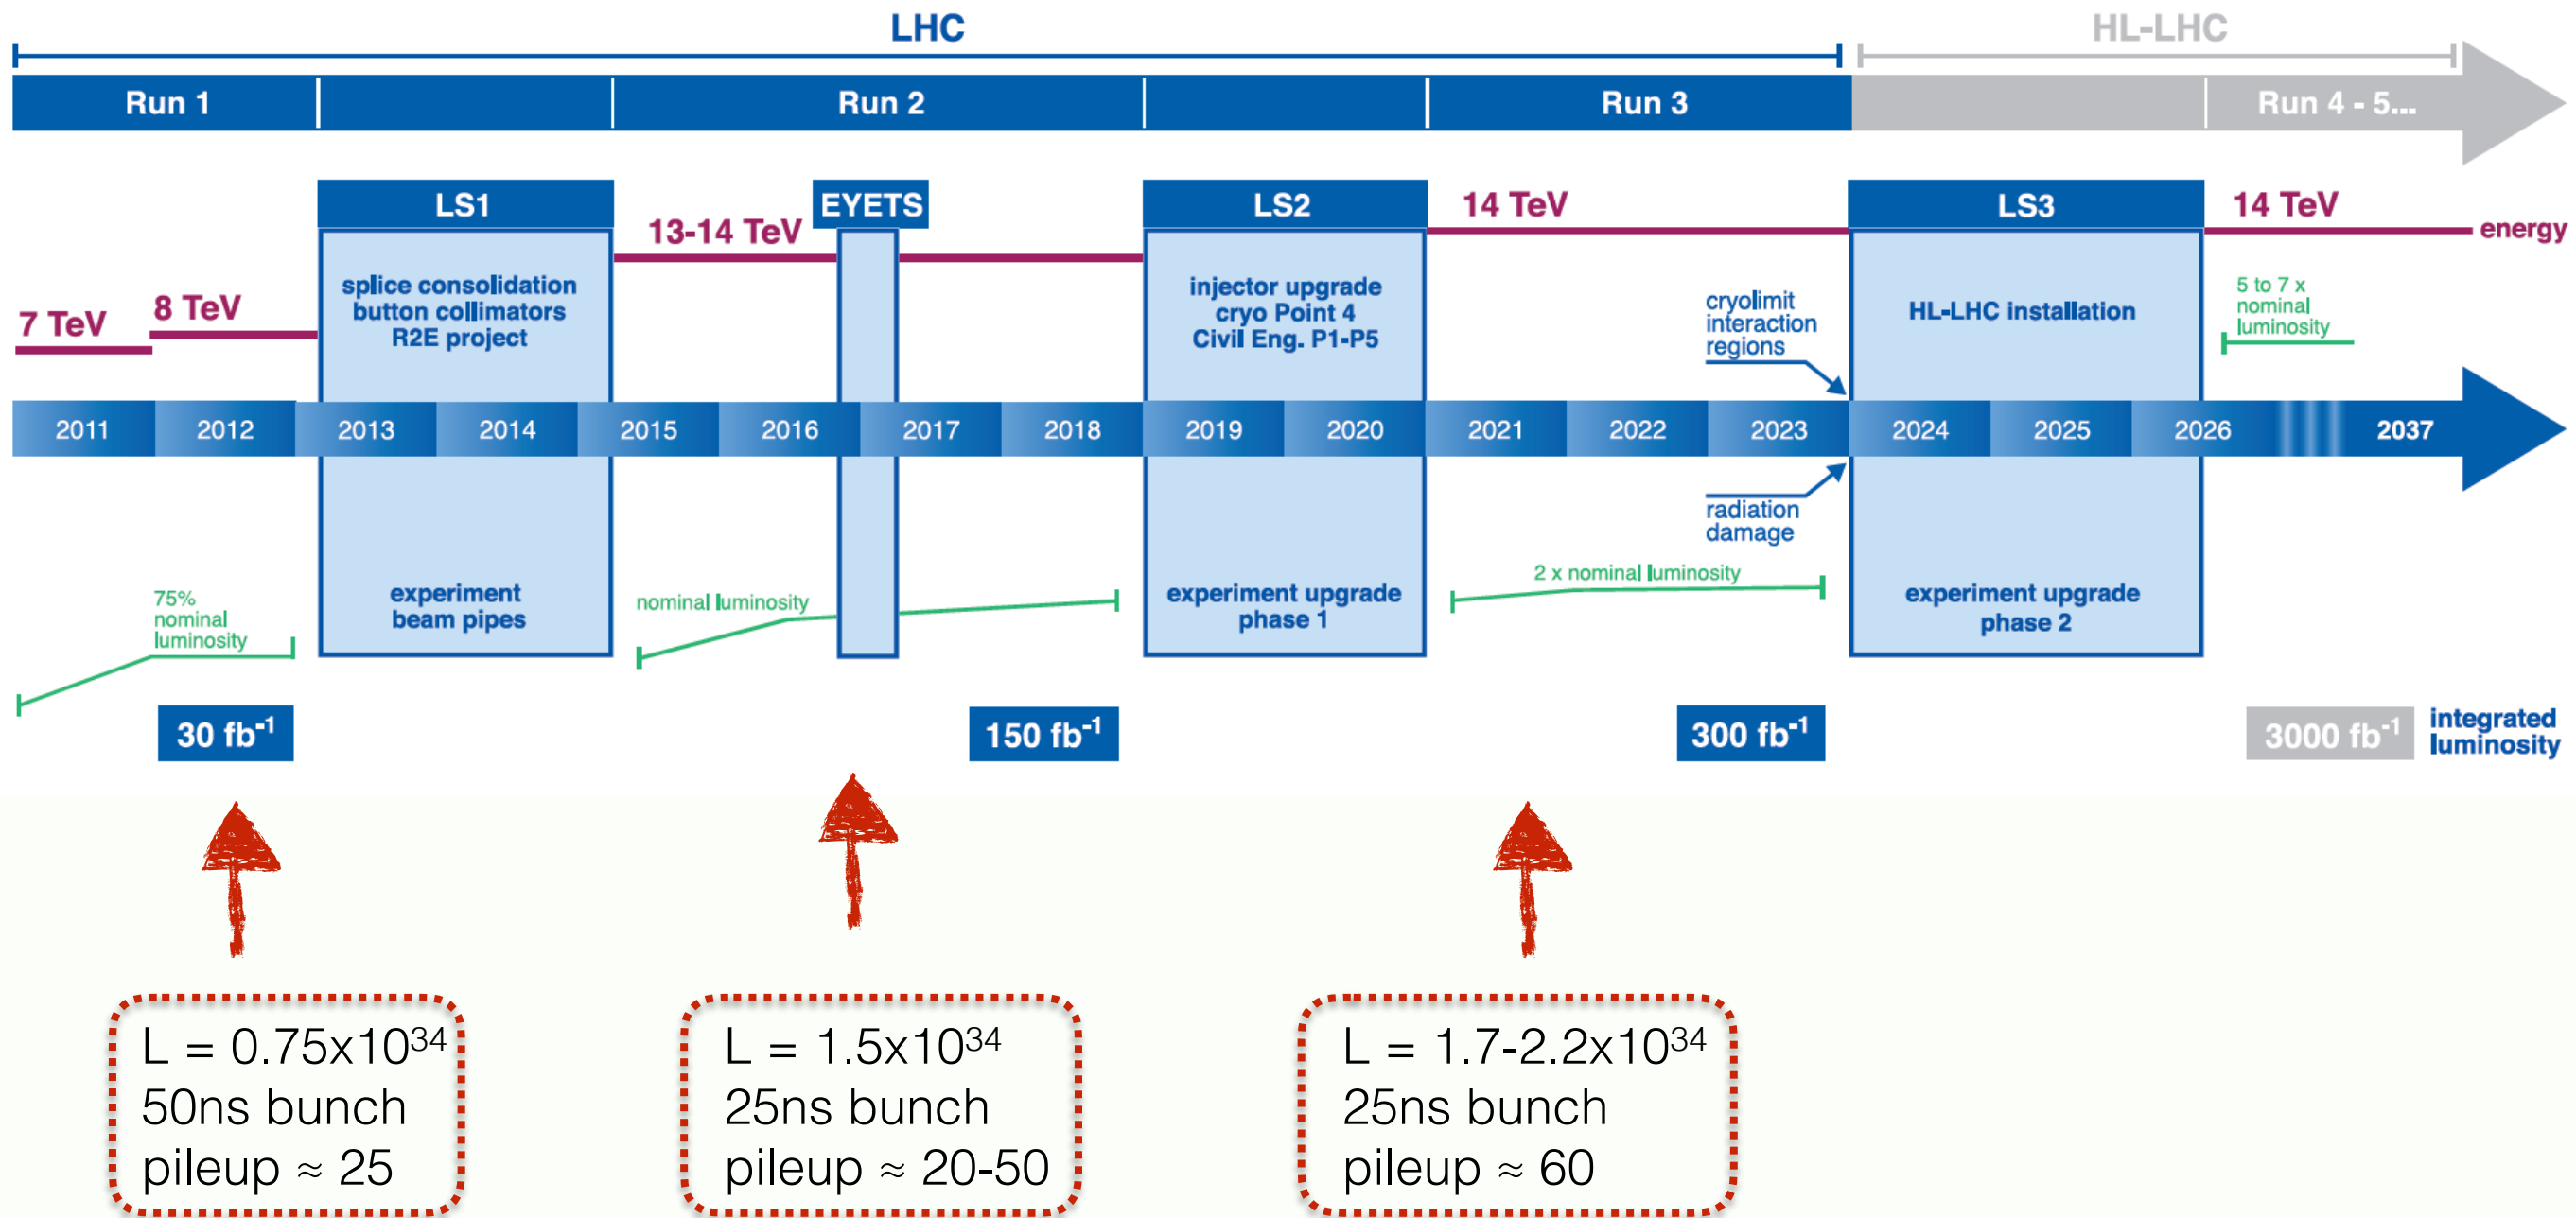 LHC
HL-LHC
Run 1
Run 2
Run 3
Run 4 - 5...
LS1
EYETS
LS2
LS3
7 TeV
8 TeV
13-14 TeV
14 TeV
14 TeV
energy
splice consolidation
button collimators
R2E project
injector upgrade
cryo Point 4
Civil Eng. P1-P5
cryolimit
interaction
regions
HL-LHC installation
5 to 7 x
nominal
luminosity
2011
2012
2013
2014
2015
2016
2017
2018
2019
2020
2021
2022
2023
2024
2025
2026
2037
radiation
damage
75%
nominal
luminosity
experiment
beam pipes
nominal luminosity
experiment upgrade
phase 1
2 x nominal luminosity
experiment upgrade
phase 2
30 fb⁻¹
150 fb⁻¹
300 fb⁻¹
3000 fb⁻¹
integrated
luminosity
L = 0.75x10³⁴
50ns bunch
pileup ≈ 25
L = 1.5x10³⁴
25ns bunch
pileup ≈ 20-50
L = 1.7-2.2x10³⁴
25ns bunch
pileup ≈ 60